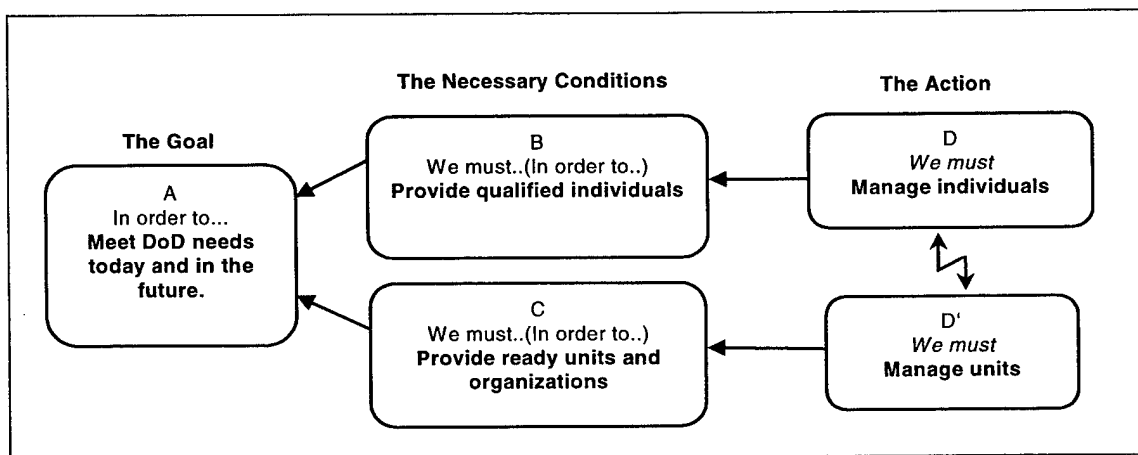 The Necessary Conditions
The Action
The Goal
A
In order to...
Meet DoD needs
today and in the
future.
B
We must..(In order to..)
Provide qualified individuals
C
We must..(In order to..)
Provide ready units and
organizations
D
We must
Manage individuals
D'
We must
Manage units